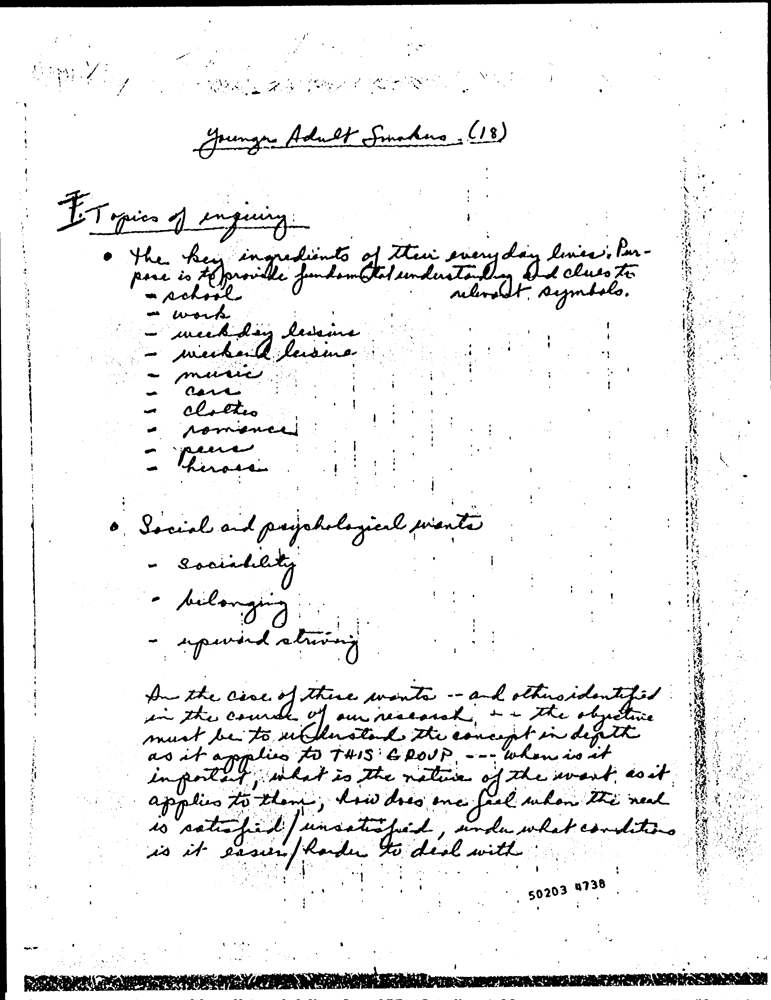 Younger Adult Smokers (18)
I. Topics of inquiry
• the key ingredients of their everyday lives. Pur-
pose is to provide fundamental understanding and clues to
relevant symbols.
- school
- work
- weekday leisure
- weekend leisure
- music
- cars
- clothes
- romance
- peers
- heroes
• Social and psychological wants
- sociability
- belonging
- upward striving
In the case of these wants -- and others identified
in the course of our research, -- the objective
must be to understand the concept in depth
as it applies to THIS GROUP --- when is it
important, what is the nature of the want as it
applies to them, how does one feel when the need
is satisfied/unsatisfied, under what conditions
is it easier/harder to deal with
50203 4738